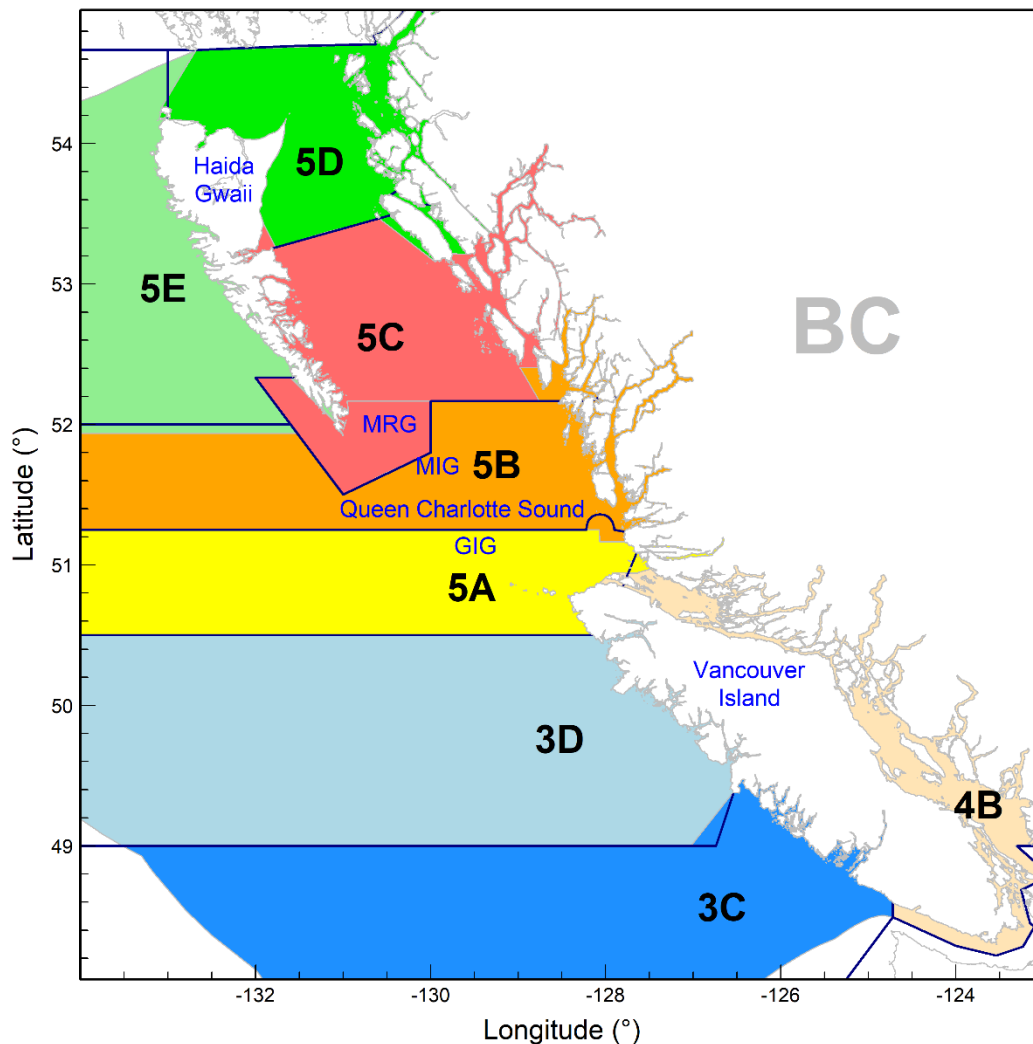 54
53
52
51
50
49
Latitude (°)
5D
Haida
Gwaii
5E
5C
BC
MRG
MIG
5B
Queen Charlotte Sound
GIG
5A
Vancouver
Island
3D
4B
3C
-132
-130
-128
-126
-124
Longitude (°)